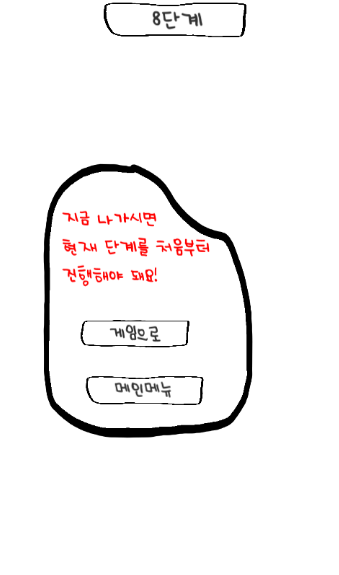 8단계
지금 나가시면
현재 단계를 처음부터
진행해야 돼요!
게임으로
메인메뉴